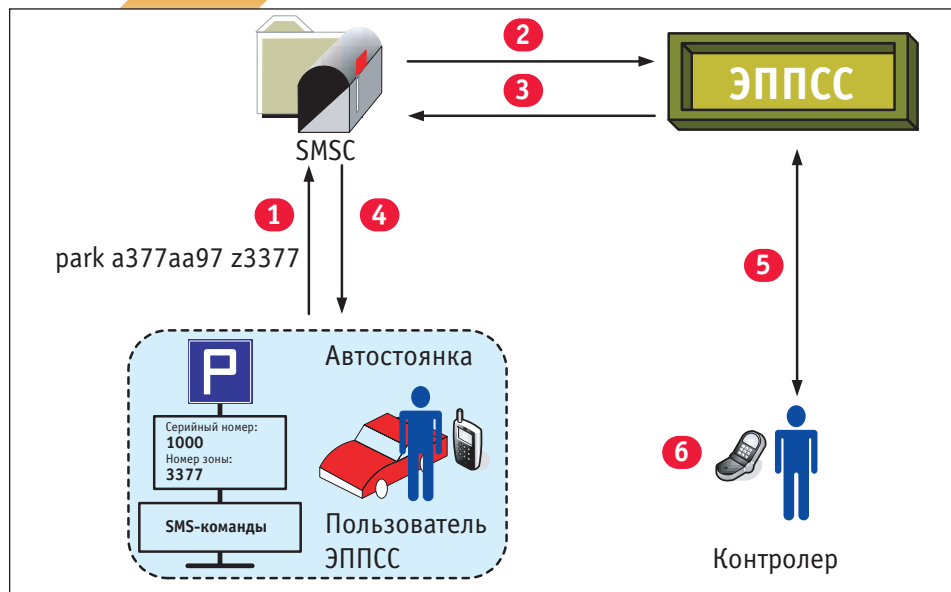 2
ЭППСС
3
SMSC
1
4
park a377aa97 z3377
5
Автостоянка
P
Серийный номер:
1000
Номер зоны:
3377
SMS-команды
Пользователь
ЭППСС
6
Контролер